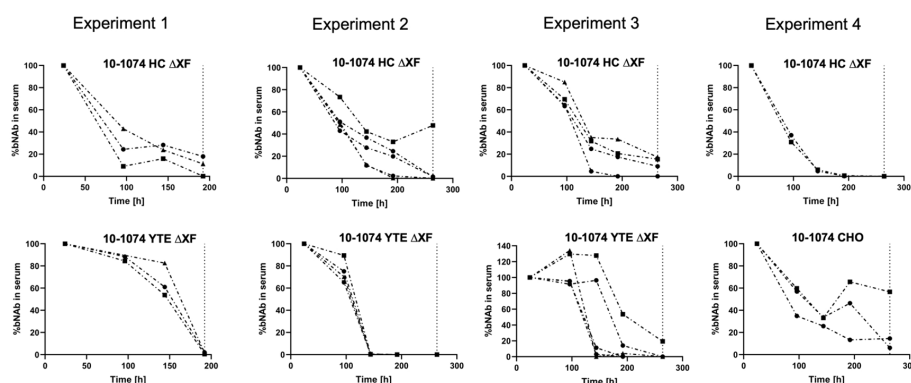 Experiment 1
Experiment 2
Experiment 3
Experiment 4
10-1074 HC ΔXF
%bNAb in serum
100
80
60
40
20
0
0 50 100 150 200
Time [h]
10-1074 HC ΔXF
%bNAb in serum
100
80
60
40
20
0
0 100 200 300
Time [h]
10-1074 HC ΔXF
%bNAb in serum
100
80
60
40
20
0
0 100 200 300
Time [h]
10-1074 HC ΔXF
%bNAb in serum
100
80
60
40
20
0
0 100 200 300
Time [h]
10-1074 YTE ΔXF
%bNAb in serum
100
80
60
40
20
0
0 50 100 150 200
Time [h]
10-1074 YTE ΔXF
%bNAb in serum
100
80
60
40
20
0
0 100 200 300
Time [h]
10-1074 YTE ΔXF
%bNAb in serum
140
120
100
80
60
40
20
0
0 100 200 300
Time [h]
10-1074 CHO
%bNAb in serum
100
80
60
40
20
0
0 100 200 300
Time [h]